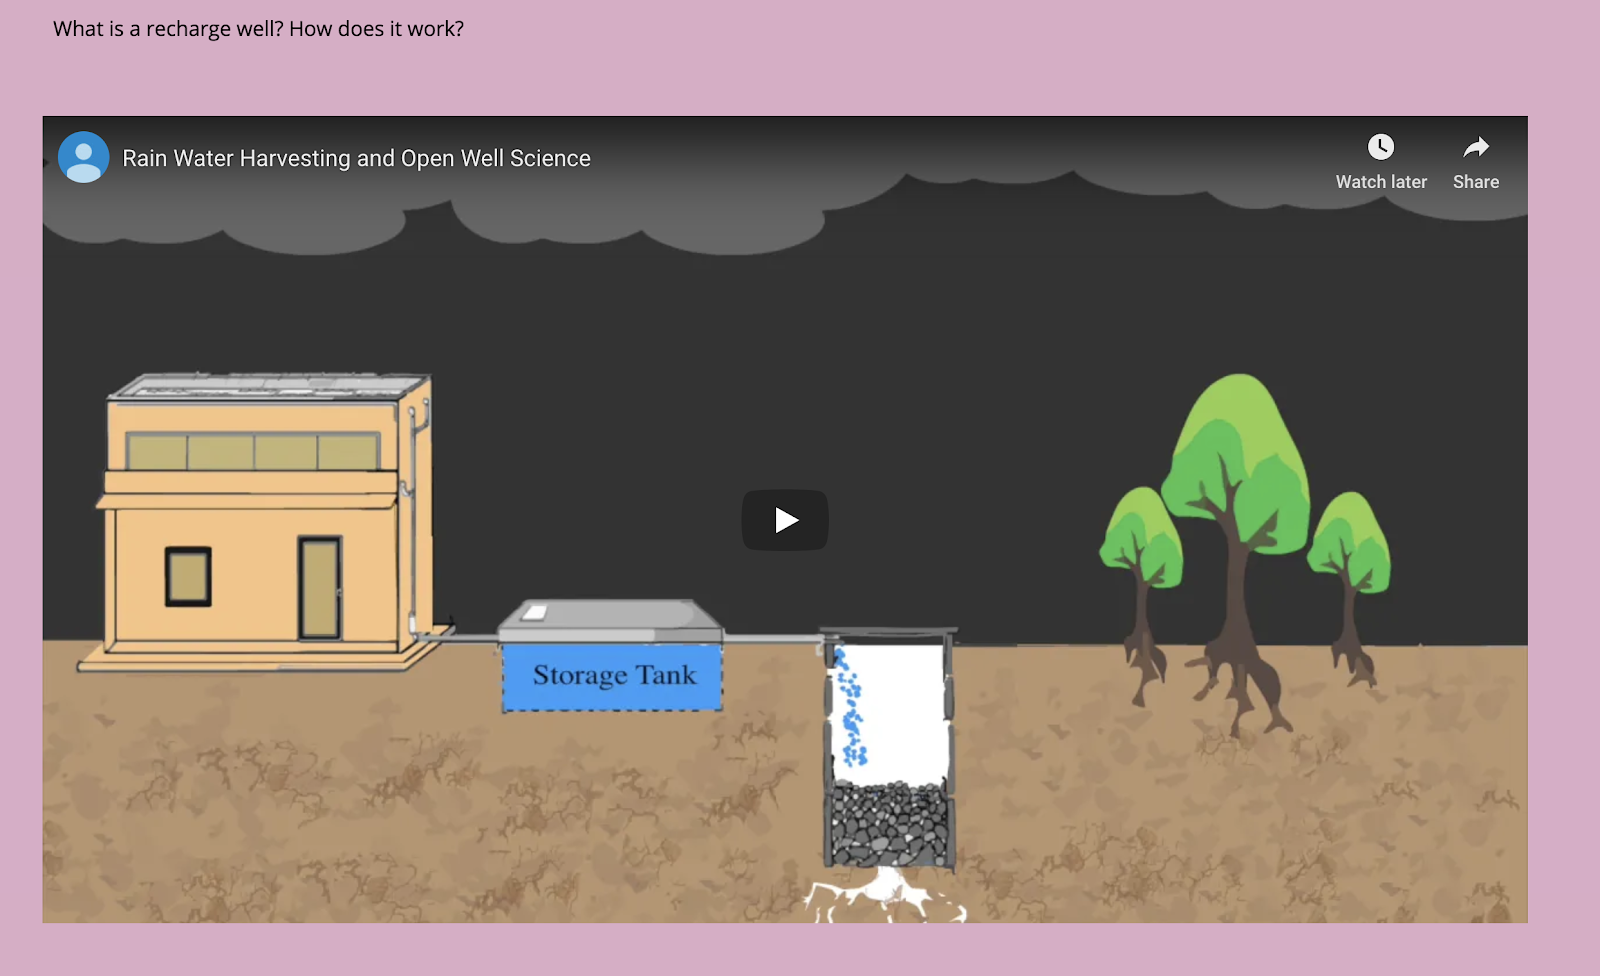 What is a recharge well? How does it work?
Rain Water Harvesting and Open Well Science
Watch later
Share
Storage Tank